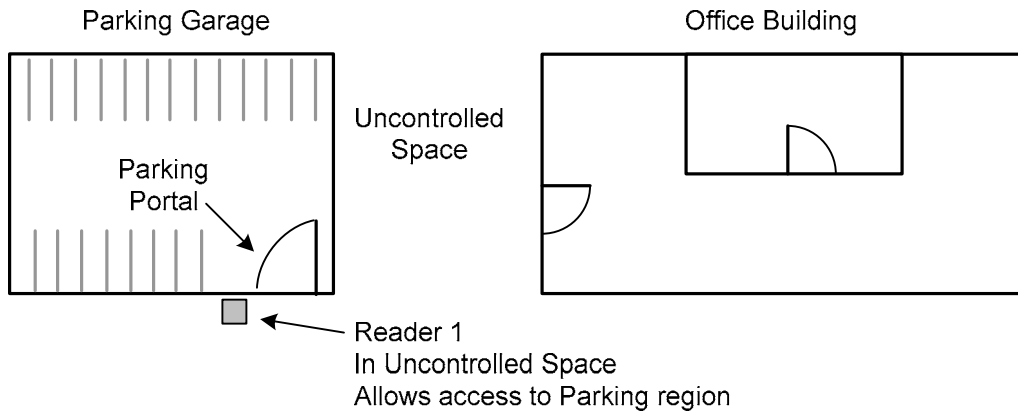 Parking Garage
Office Building
Uncontrolled
Space
Parking
Portal
Reader 1
In Uncontrolled Space
Allows access to Parking region